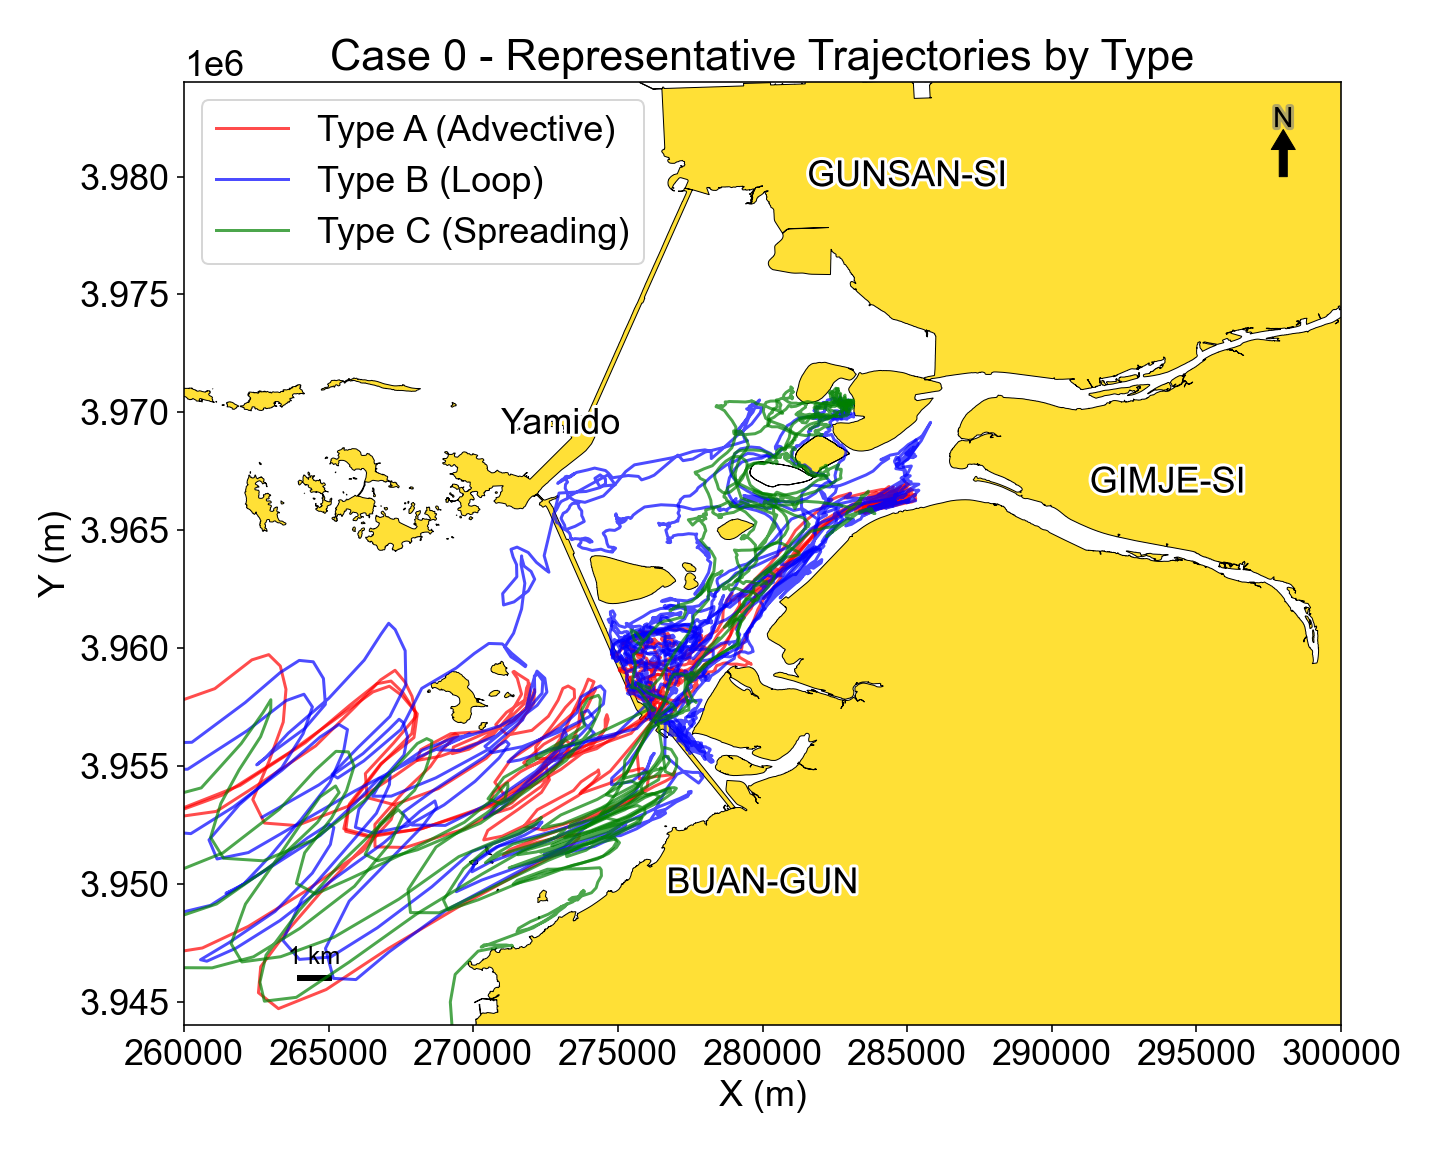 Case 0 - Representative Trajectories by Type
1e6
Type A (Advective)
Type B (Loop)
Type C (Spreading)
N
GUNSAN-SI
Yamido
GIMJE-SI
BUAN-GUN
1 km
3.980
3.975
3.970
3.965
3.960
3.955
3.950
3.945
Y (m)
260000 265000 270000 275000 280000 285000 290000 295000 300000
X (m)